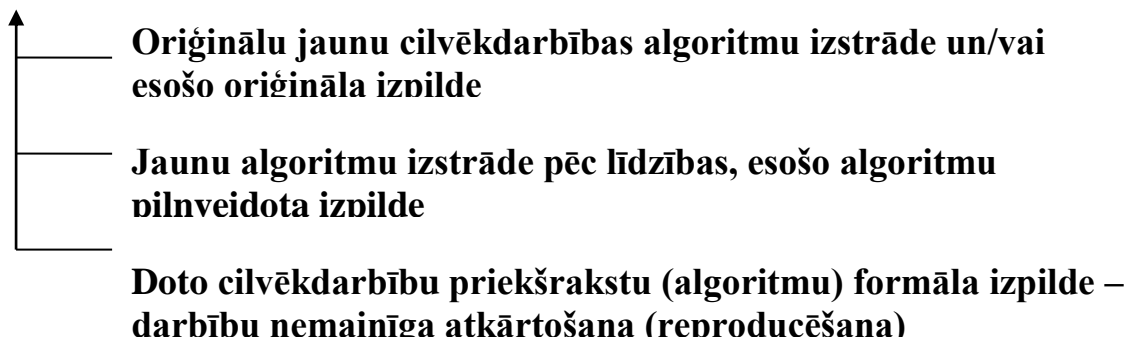 Oriģinālu jaunu cilvēkdarbības algoritmu izstrāde un/vai
esošo oriģināla izpilde
Jaunu algoritmu izstrāde pēc līdzības, esošo algoritmu
pilnveidota izpilde
Doto cilvēkdarbību priekšrakstu (algoritmu) formāla izpilde –
darbību nemainīga atkārtošana (reproducēšana)